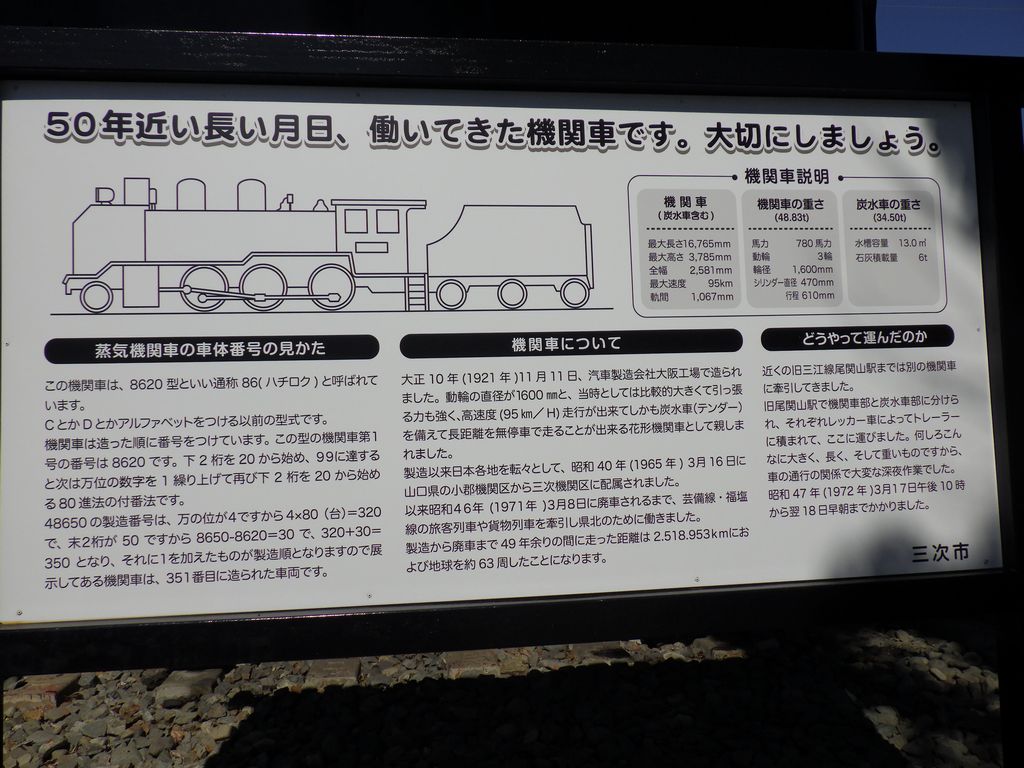 50年近い長い月日、働いてきた機関車です。大切にしましょう。
機関車説明
機関車
(炭水車含む)
最大長さ16,765mm
最大高さ 3,785mm
全幅 2,581mm
最大速度 95km
軌間 1,067mm
機関車の重さ
(48.83t)
馬力 780馬力
動輪 3輪
輪径 1,600mm
シリンダー直径 470mm
行程 610mm
炭水車の重さ
(34.50t)
水槽容量 13.0㎥
石灰積載量 6t
蒸気機関車の車体番号の見かた
この機関車は、8620型といい通称86(ハチロク)と呼ばれて
います。
CとかDとかアルファベットをつける以前の型式です。
機関車は造った順に番号をつけています。この型の機関車第1
号の番号は8620です。下2桁を20から始め、99に達する
と次は万位の数字を1繰り上げて再び下2桁を20から始め
る80進法の付番法です。
48650の製造番号は、万の位が4ですから4×80(台)=320
で、末2桁が50ですから8650-8620=30で、320+30=
350となり、それに1を加えたものが製造順となりますので展
示してある機関車は、351番目に造られた車両です。
機関車について
大正10年(1921年)11月11日、汽車製造会社大阪工場で造られ
ました。動輪の直径が1600㎜と、当時としては比較的大きくて引っ張
る力も強く、高速度(95㎞/H)走行が出来てしかも炭水車(テンダー)
を備えて長距離を無停車で走ることが出来る花形機関車として親しま
れました。
製造以来日本各地を転々として、昭和40年(1965年)3月16日に
山口県の小郡機関区から三次機関区に配属されました。
以来昭和46年(1971年)3月8日に廃車されるまで、芸備線・福塩
線の旅客列車や貨物列車を牽引し県北のために働きました。
製造から廃車まで49年余りの間に走った距離は2.518.953kmにお
よび地球を約63周したことになります。
どうやって運んだのか
近くの旧三江線尾関山駅までは別の機関車
に牽引してきました。
旧尾関山駅で機関車部と炭水車部に分けら
れ、それぞれレッカー車によってトレーラー
に積まれて、ここに運びました。何しろこん
なに大きく、長く、そして重いものですから、
車の通行の関係で大変な深夜作業でした。
昭和47年(1972年)3月17日午後10時
から翌18日早朝までかかりました。
三次市